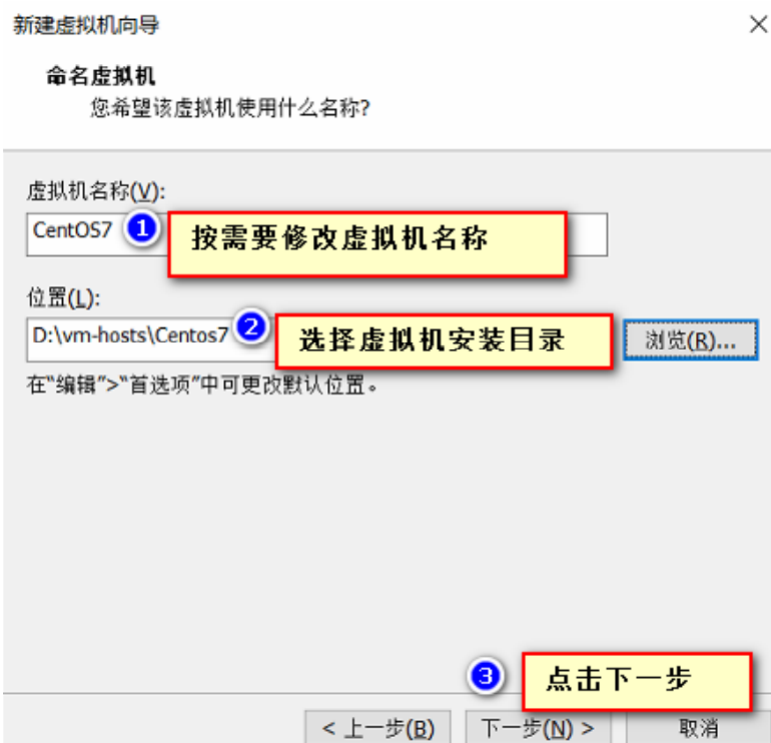 新建虚拟机向导
命名虚拟机
您希望该虚拟机使用什么名称?
虚拟机名称(V):
CentOS7 1 按需要修改虚拟机名称
位置(L):
D:\vm-hosts\Centos7 2 选择虚拟机安装目录 浏览(R)...
在“编辑”>“首选项”中可更改默认位置。
3 点击下一步
< 上一步(B) 下一步(N) > 取消